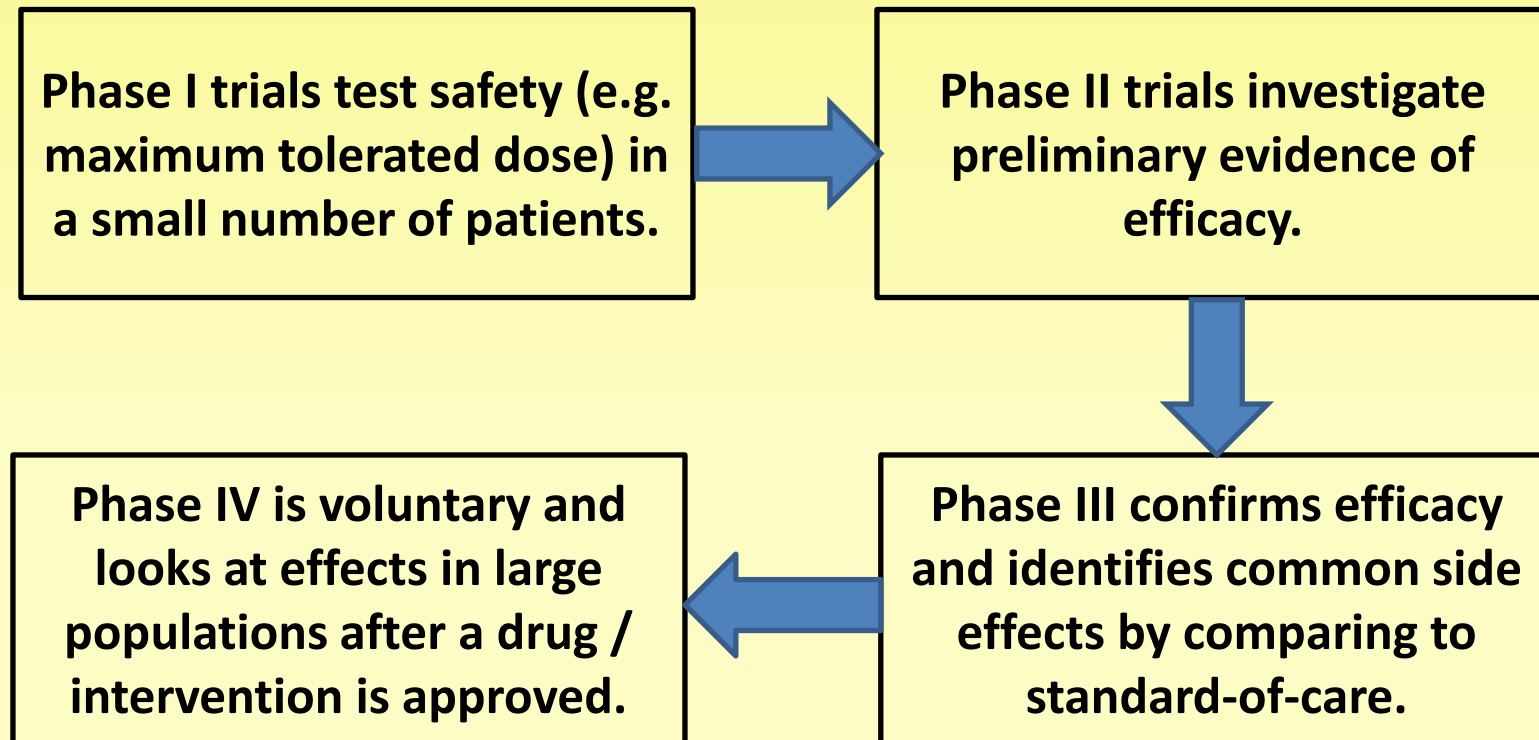 Phase I trials test safety (e.g.
maximum tolerated dose) in
a small number of patients.
Phase II trials investigate
preliminary evidence of
efficacy.
Phase III confirms efficacy
and identifies common side
effects by comparing to
standard-of-care.
Phase IV is voluntary and
looks at effects in large
populations after a drug /
intervention is approved.